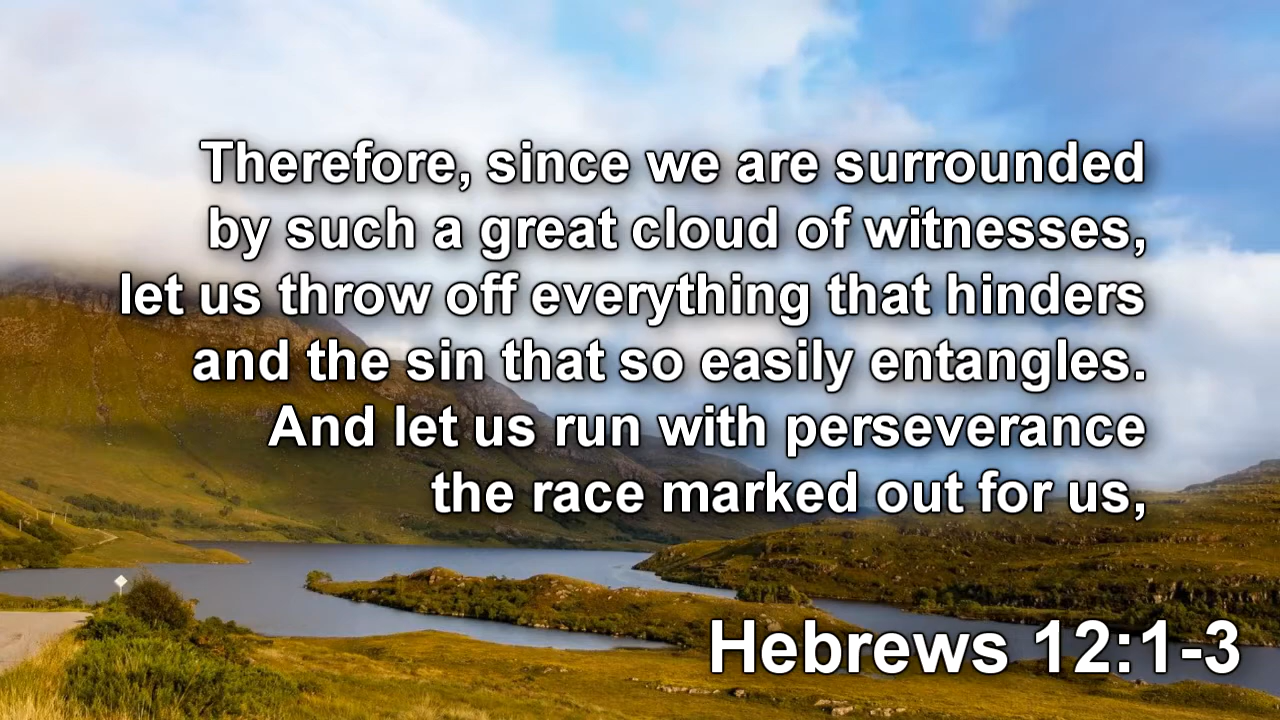 Therefore, since we are surrounded
by such a great cloud of witnesses,
let us throw off everything that hinders
and the sin that so easily entangles.
And let us run with perseverance
the race marked out for us,
Hebrews 12:1-3